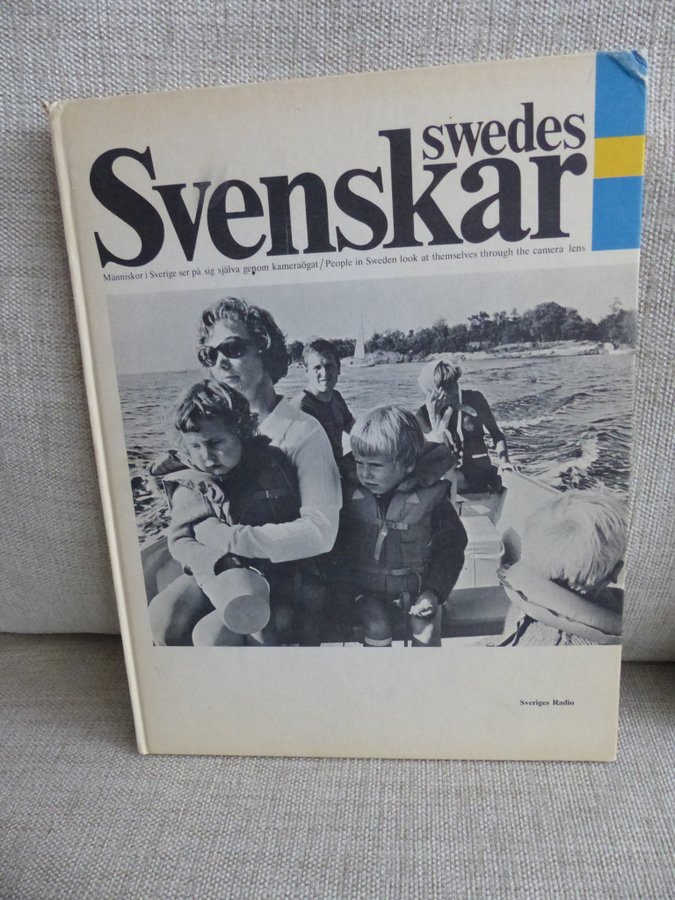 swedes
Svenskar
Människor i Sverige ser på sig själva genom kameraögat / People in Sweden look at themselves through the camera lens
Sveriges Radio